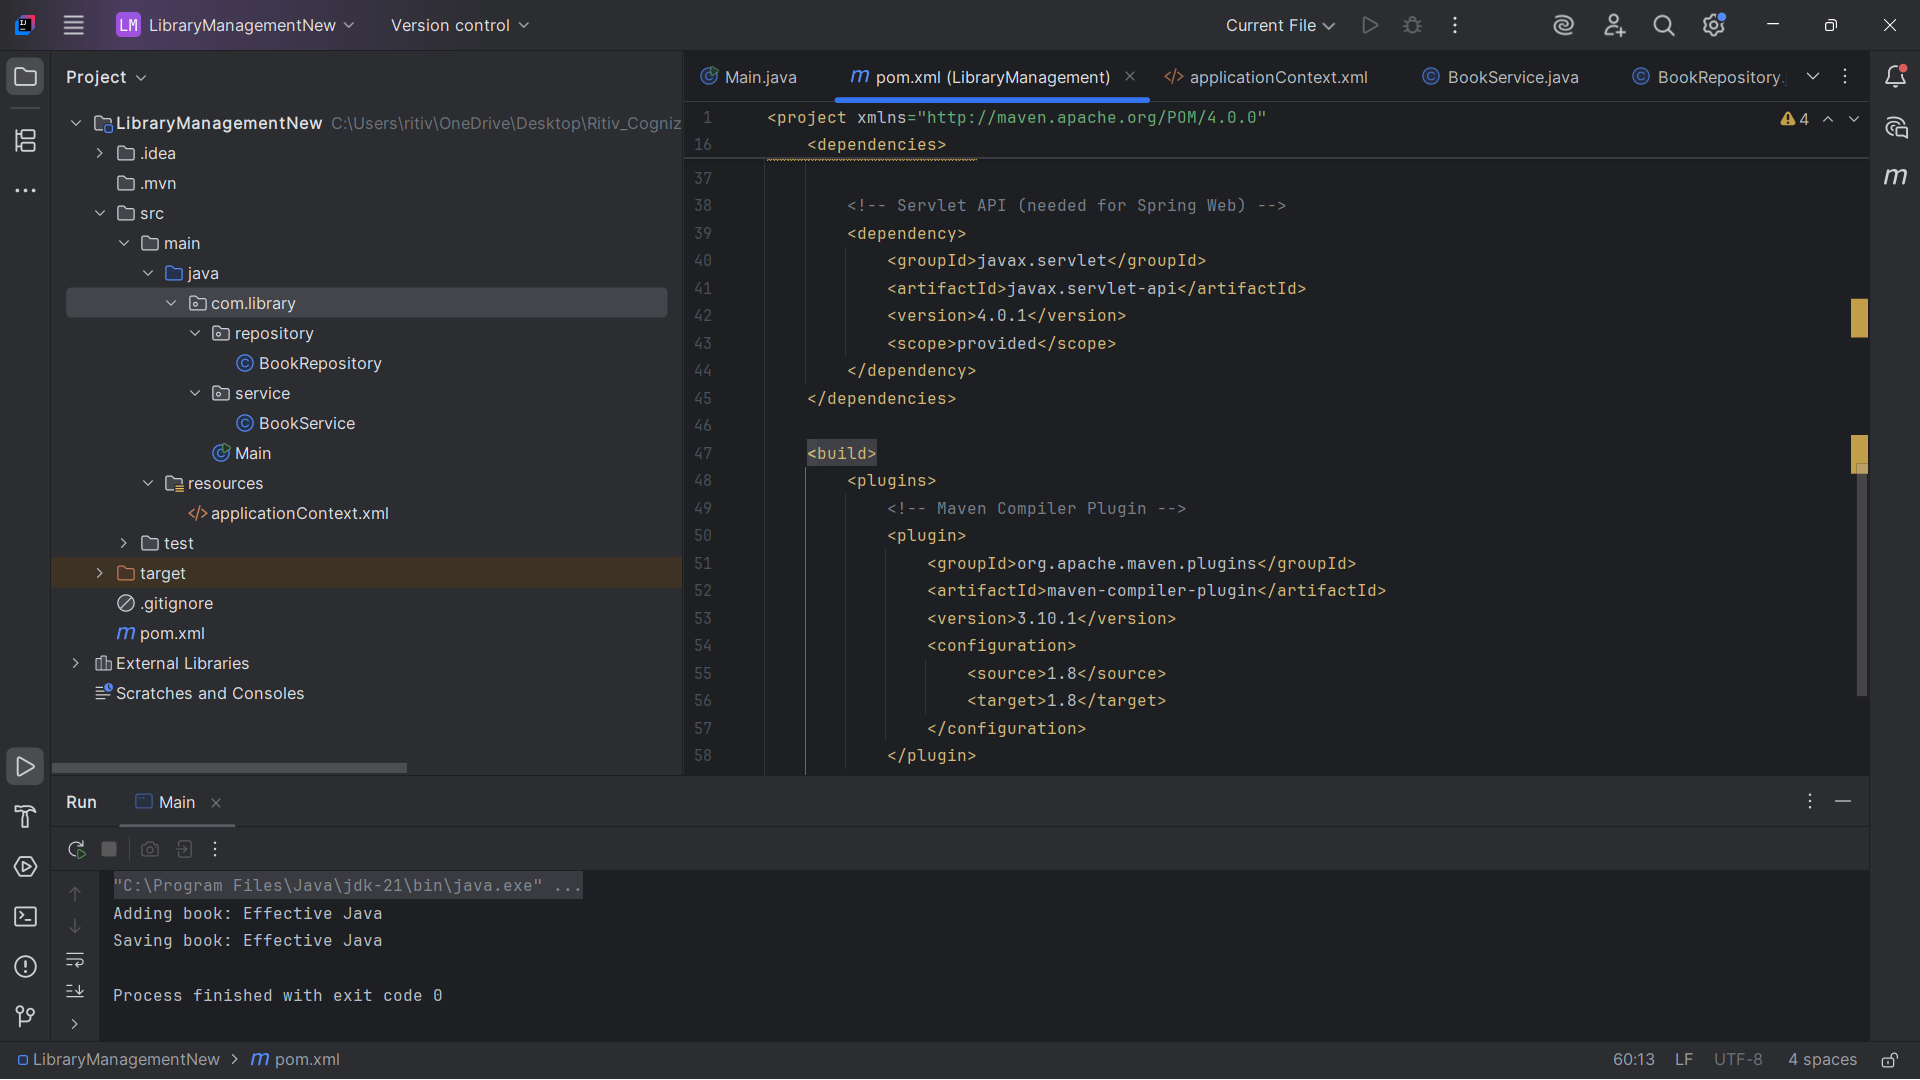 LM LibraryManagementNew Version control Current File
Project
LibraryManagementNew C:\Users\ritiv\OneDrive\Desktop\Ritiv_Cogniz
.idea
.mvn
src
main
java
com.library
repository
BookRepository
service
BookService
Main
resources
applicationContext.xml
test
target
.gitignore
m pom.xml
External Libraries
Scratches and Consoles
Main.java m pom.xml (LibraryManagement) applicationContext.xml BookService.java BookRepository.
1 <project xmlns="http://maven.apache.org/POM/4.0.0" 4
16 <dependencies>
37
38 <!-- Servlet API (needed for Spring Web) -->
39 <dependency>
40 <groupId>javax.servlet</groupId>
41 <artifactId>javax.servlet-api</artifactId>
42 <version>4.0.1</version>
43 <scope>provided</scope>
44 </dependency>
45 </dependencies>
46
47 <build>
48 <plugins>
49 <!-- Maven Compiler Plugin -->
50 <plugin>
51 <groupId>org.apache.maven.plugins</groupId>
52 <artifactId>maven-compiler-plugin</artifactId>
53 <version>3.10.1</version>
54 <configuration>
55 <source>1.8</source>
56 <target>1.8</target>
57 </configuration>
58 </plugin>
m
Run Main
"C:\Program Files\Java\jdk-21\bin\java.exe" ...
Adding book: Effective Java
Saving book: Effective Java
Process finished with exit code 0
LibraryManagementNew > m pom.xml 60:13 LF UTF-8 4 spaces